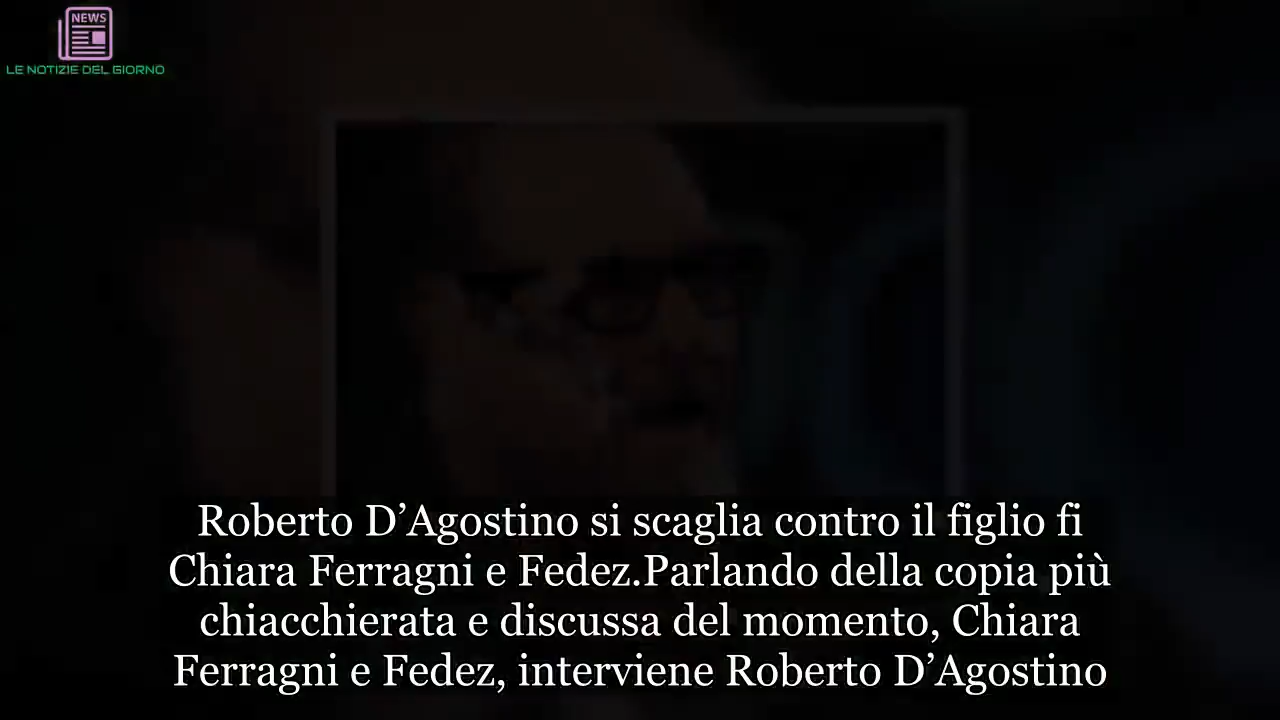 NEWS
LE NOTIZIE DEL GIORNO
Roberto D’Agostino si scaglia contro il figlio fi
Chiara Ferragni e Fedez.Parlando della copia più
chiacchierata e discussa del momento, Chiara
Ferragni e Fedez, interviene Roberto D’Agostino